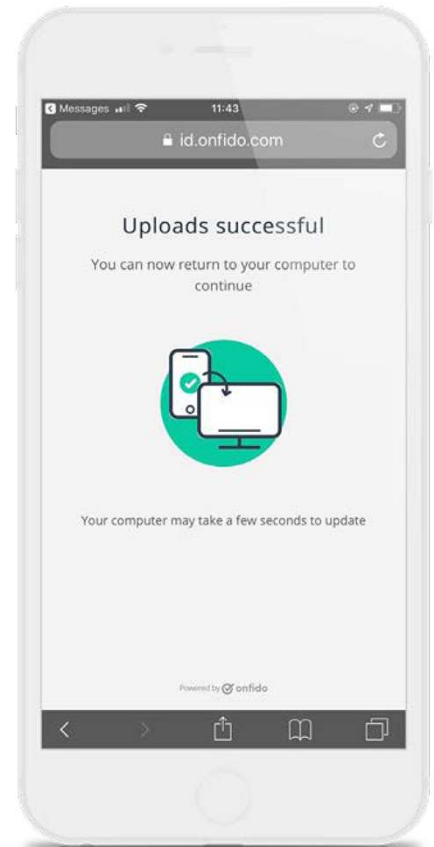 Messages 11:43
id.onfido.com
Uploads successful
You can now return to your computer to
continue
Your computer may take a few seconds to update
Powered by onfido